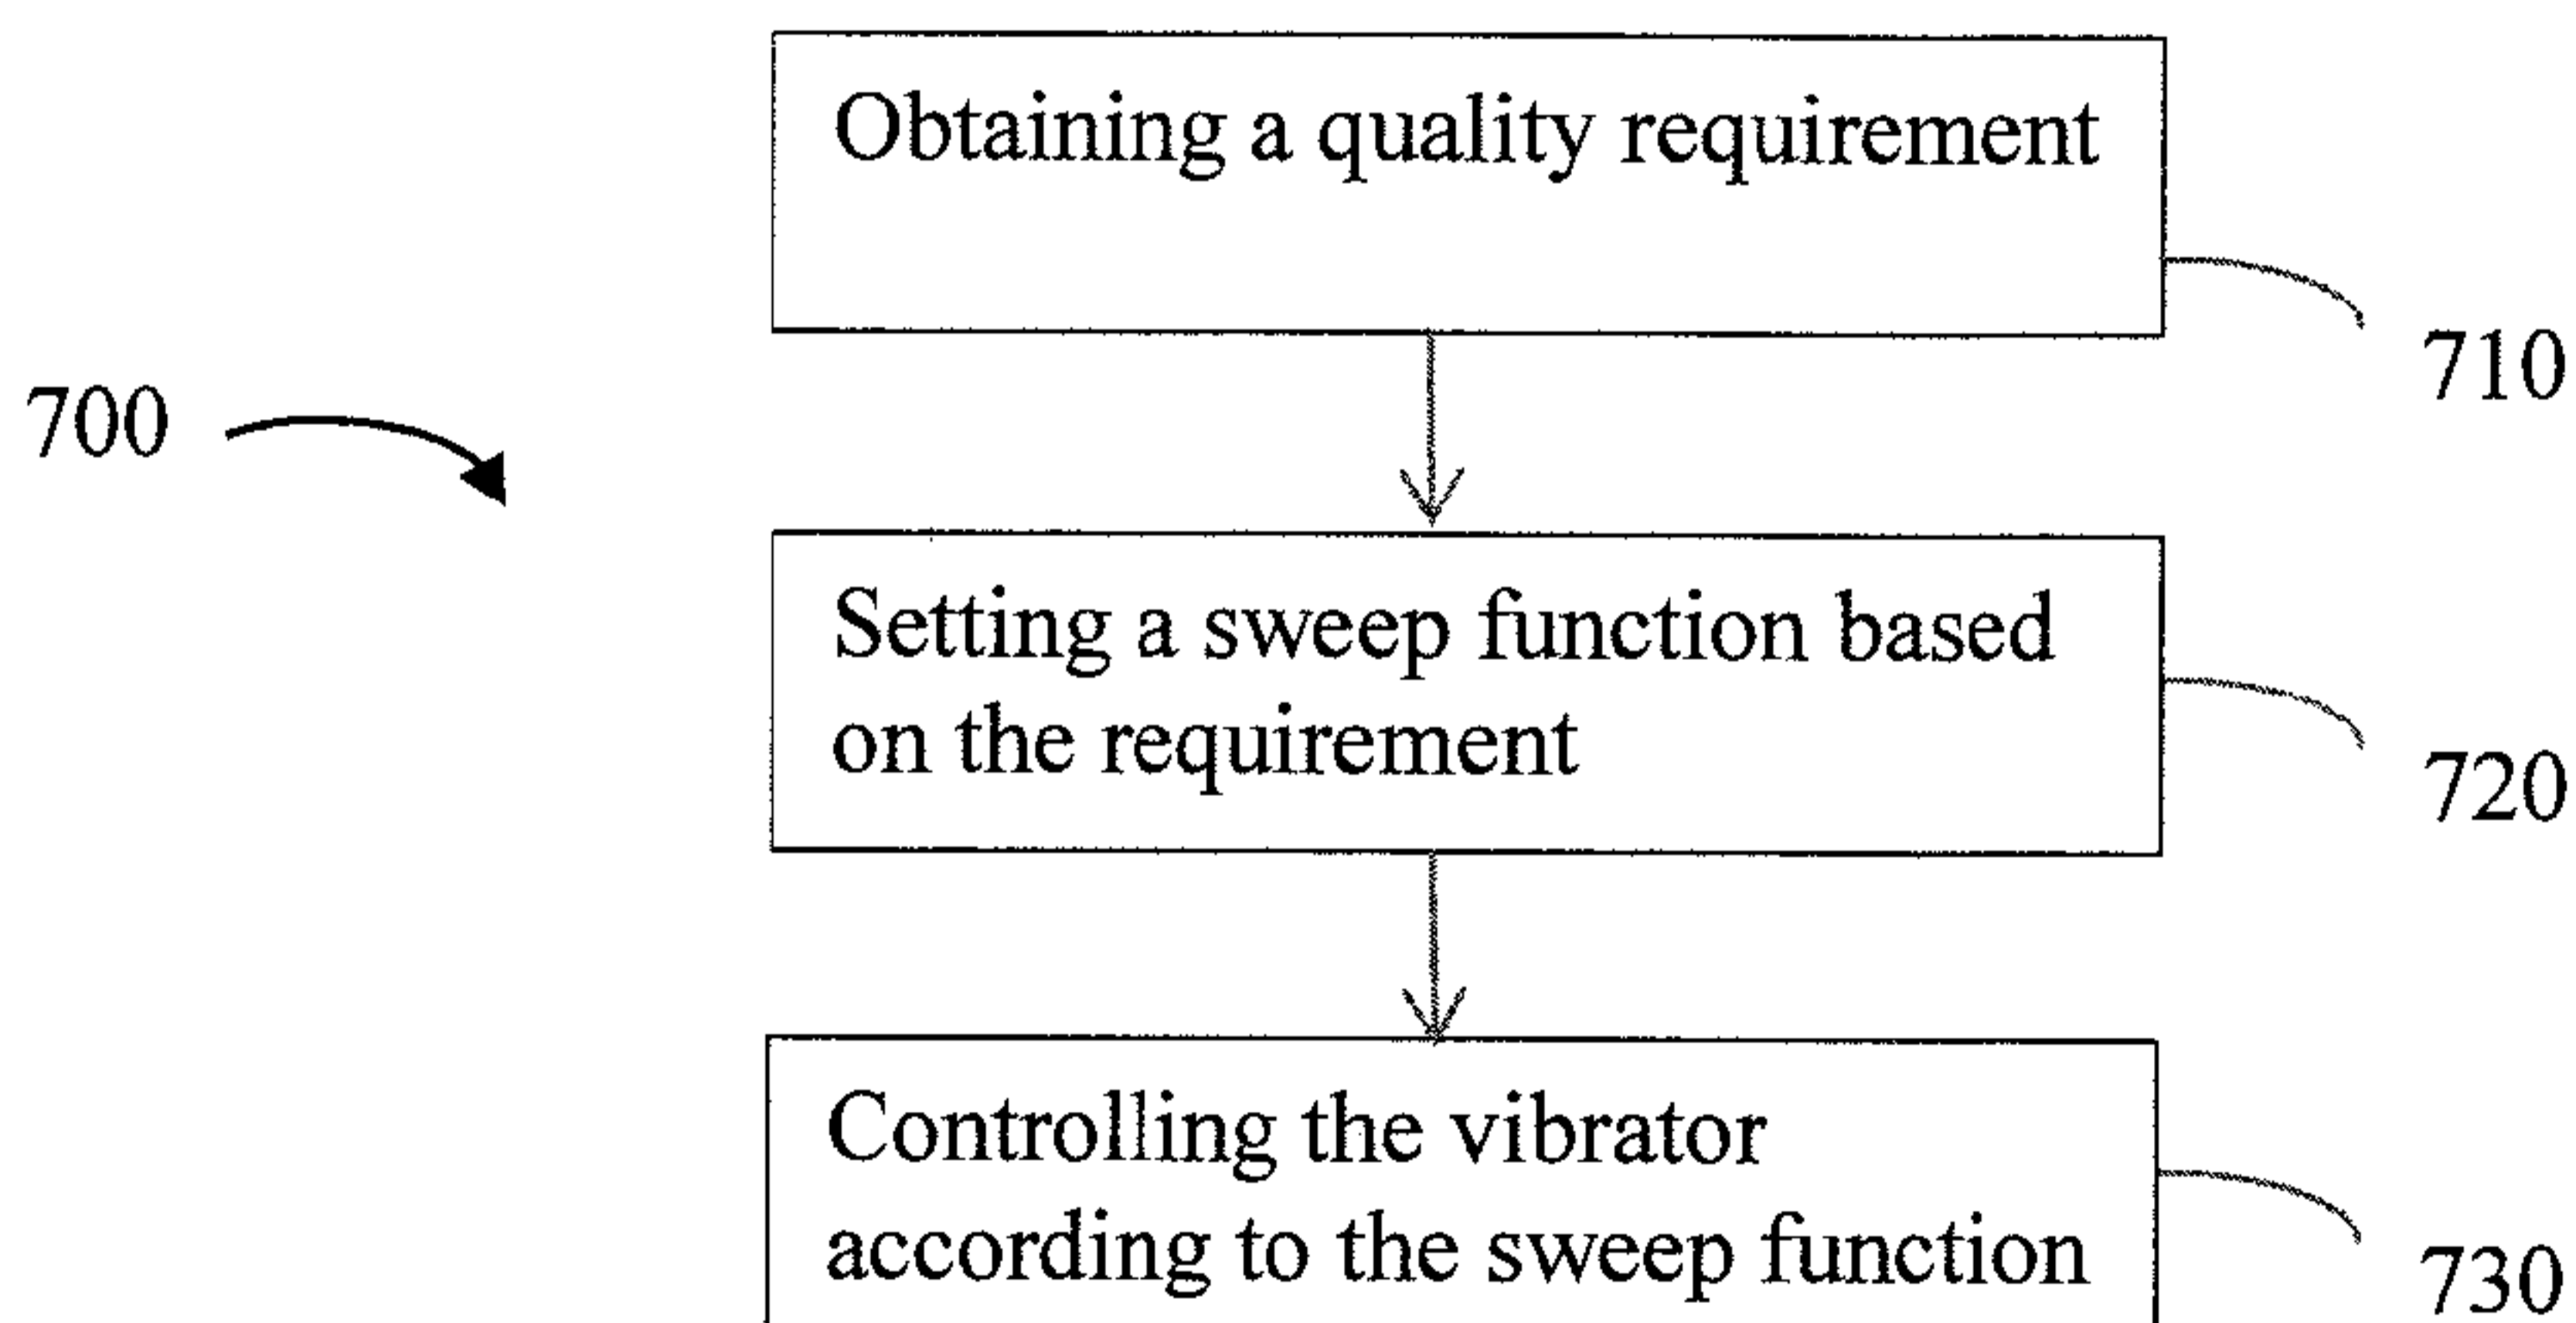 Obtaining a quality requirement
710
700
Setting a sweep function based
on the requirement
720
Controlling the vibrator
according to the sweep function
730